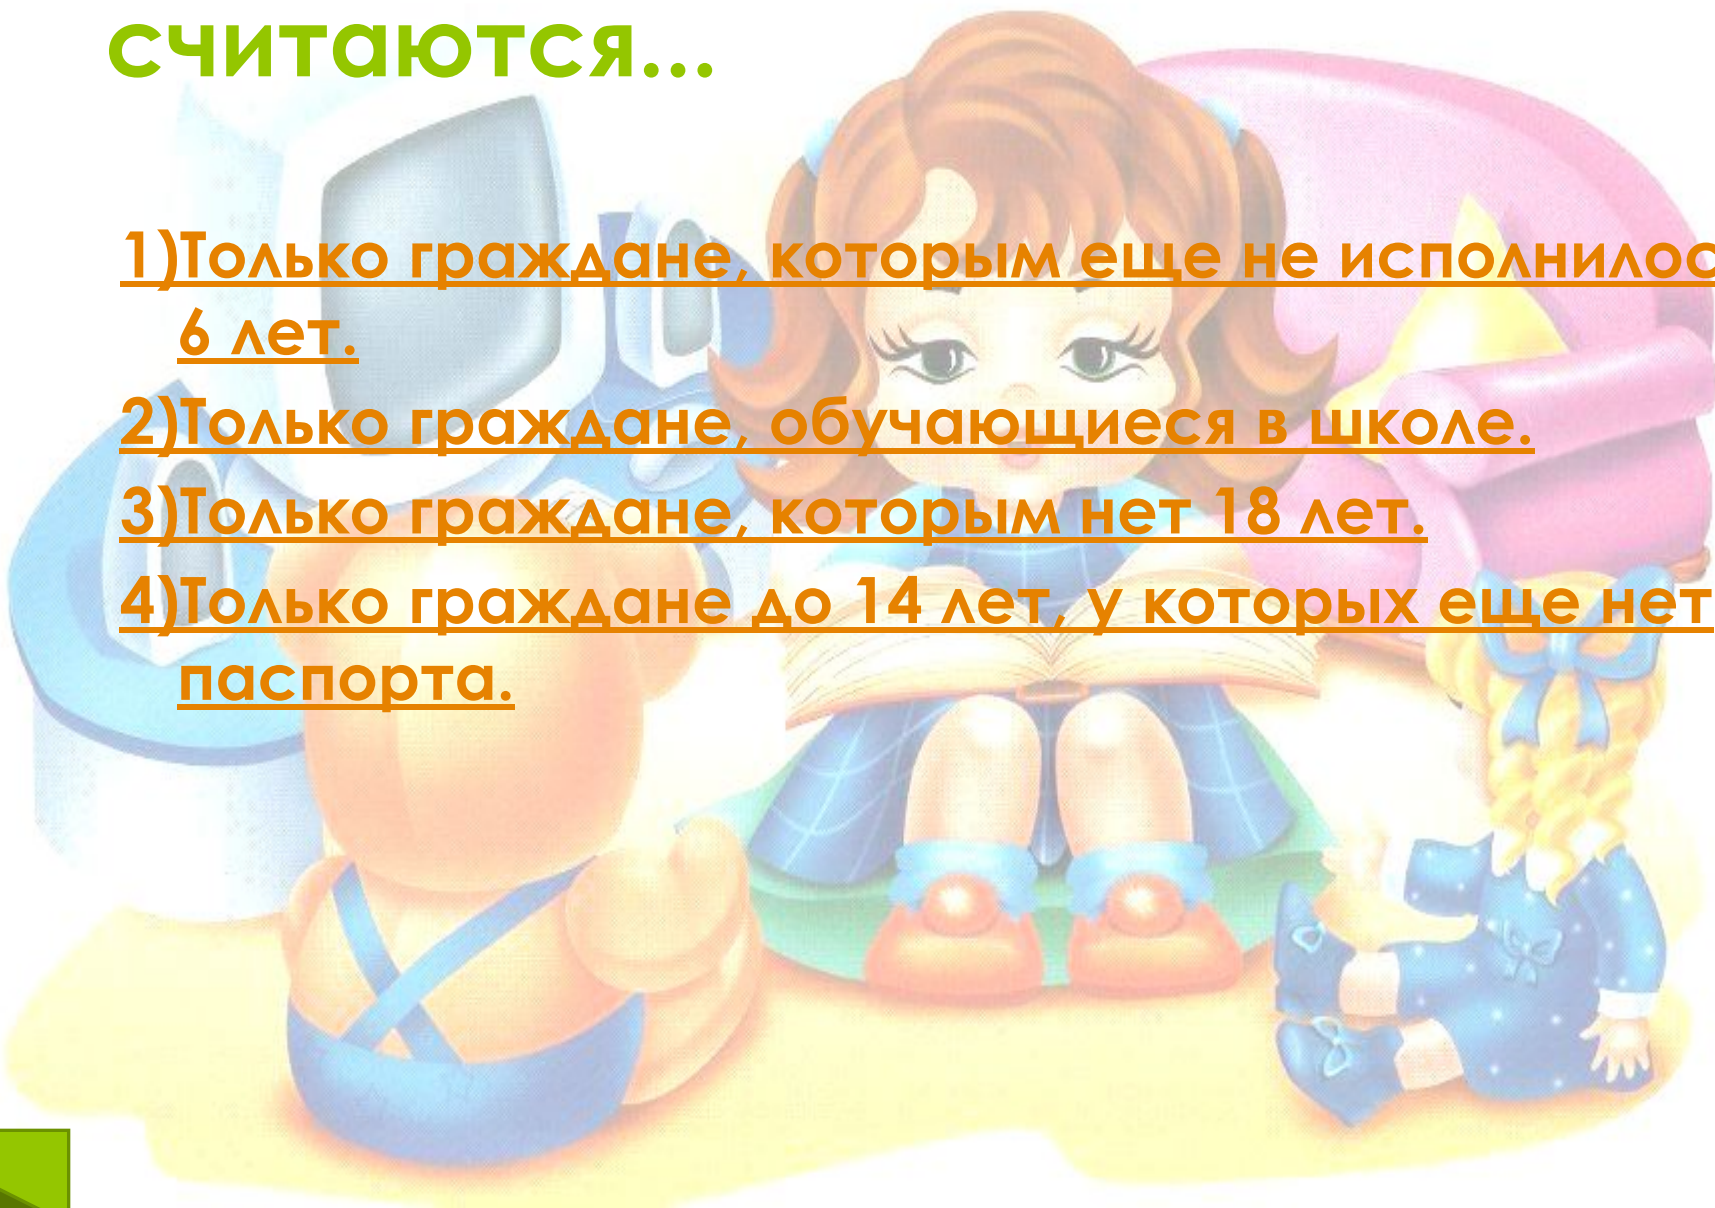 считаются...
1)Только граждане, которым еще не исполнилос
6 лет.
2)Только граждане, обучающиеся в школе.
3)Только граждане, которым нет 18 лет.
4)Только граждане до 14 лет, у которых еще нет
паспорта.